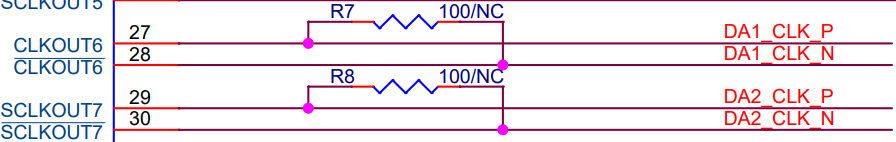 SCLKOUT5
R7 100/NC
27 DA1_CLK_P
CLKOUT6
28 DA1_CLK_N
CLKOUT6
R8 100/NC
29 DA2_CLK_P
SCLKOUT7
30 DA2_CLK_N
SCLKOUT7